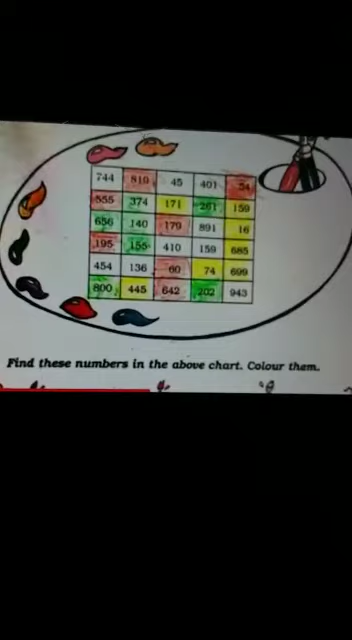 744 810 45 401 54
555 374 171 261 159
656 140 179 891 16
195 155 410 159 685
454 136 60 74 699
800 445 642 202 943
Find these numbers in the above chart. Colour them.